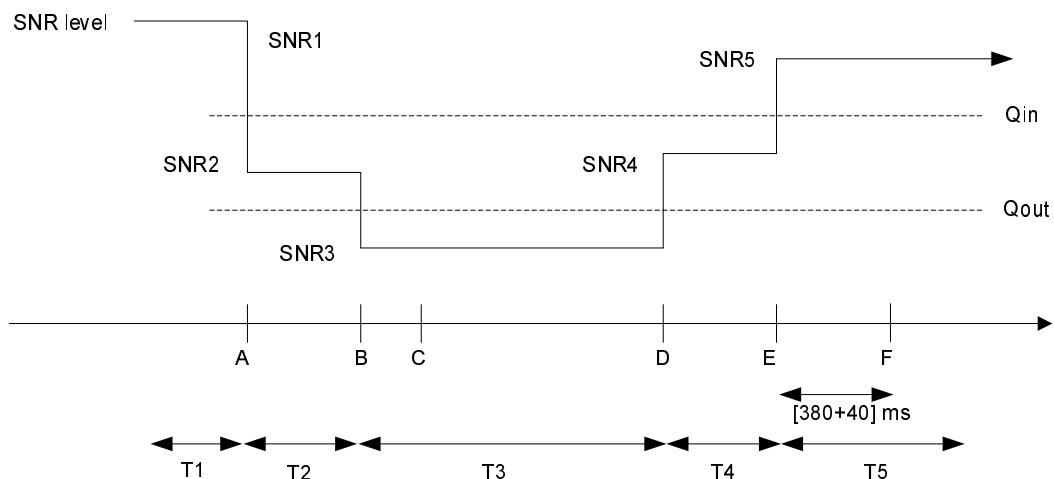 SNR level
SNR1
SNR5
Qin
SNR2
SNR4
Qout
SNR3
A
B
C
D
E
F
[380+40] ms
T1
T2
T3
T4
T5